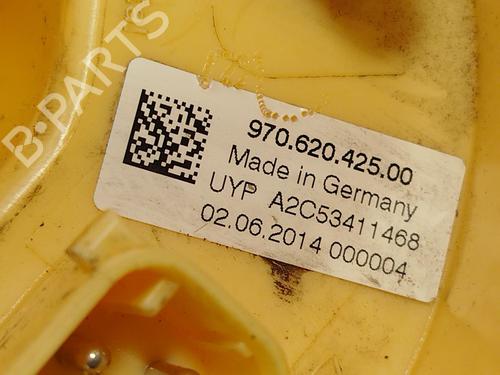 B-PARTS
970.620.425.00
Made in Germany
UYP A2C53411468
02.06.2014 000004